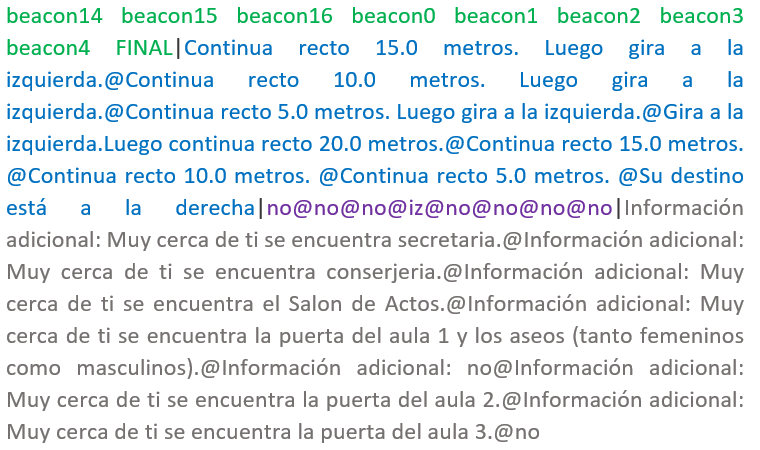 beacon14 beacon15 beacon16 beacon0 beacon1 beacon2 beacon3
beacon4 FINAL|Continua recto 15.0 metros. Luego gira a la
izquierda.@Continua recto 10.0 metros. Luego gira a la
izquierda.@Continua recto 5.0 metros. Luego gira a la izquierda.@Gira a la
izquierda.Luego continua recto 20.0 metros.@Continua recto 15.0 metros.
@Continua recto 10.0 metros. @Continua recto 5.0 metros. @Su destino
está a la derecha|no@no@no@iz@no@no@no@no|Información
adicional: Muy cerca de ti se encuentra secretaria.@Información adicional:
Muy cerca de ti se encuentra conserjeria.@Información adicional: Muy
cerca de ti se encuentra el Salon de Actos.@Información adicional: Muy
cerca de ti se encuentra la puerta del aula 1 y los aseos (tanto femeninos
como masculinos).@Información adicional: no@Información adicional:
Muy cerca de ti se encuentra la puerta del aula 2.@Información adicional:
Muy cerca de ti se encuentra la puerta del aula 3.@no